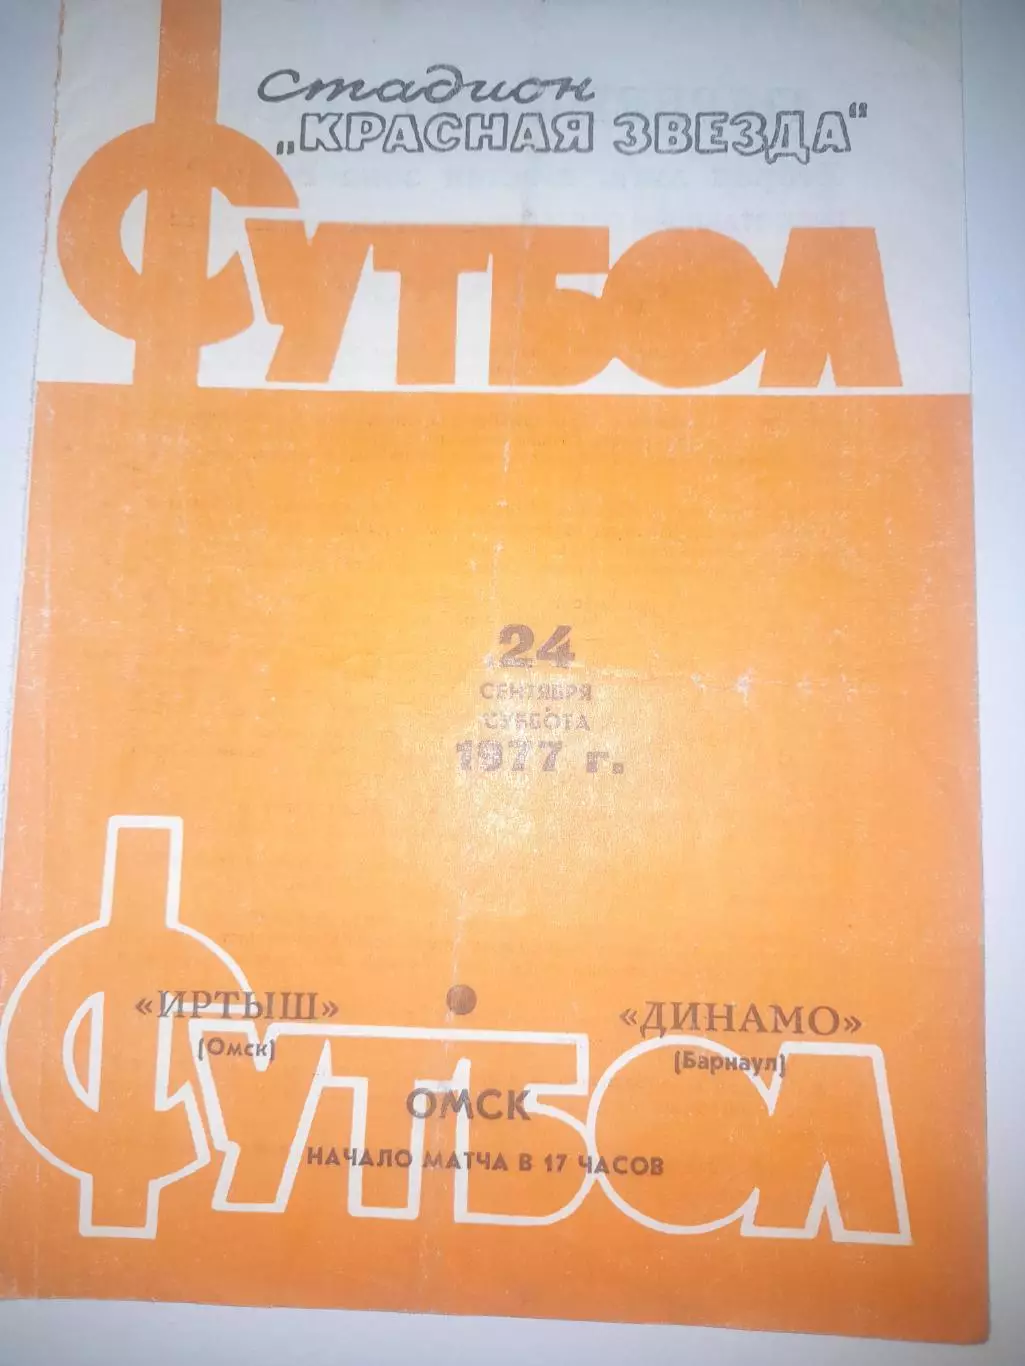 Стадион
„КРАСНАЯ ЗВЕЗДА“
ФУТБОЛ
24
СЕНТЯБРЯ
СУББОТА
1977 г.
«ИРТЫШ» • «ДИНАМО»
(Омск) (Барнаул)
ФУТБОЛ
ОМСК
НАЧАЛО МАТЧА В 17 ЧАСОВ